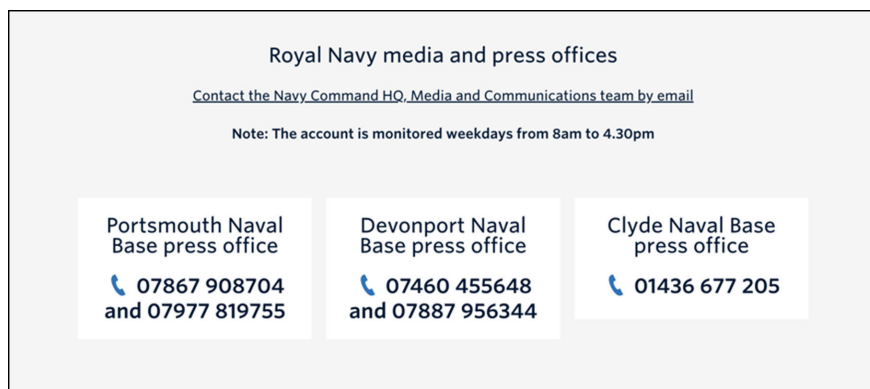 Royal Navy media and press offices
Contact the Navy Command HQ, Media and Communications team by email
Note: The account is monitored weekdays from 8am to 4.30pm
Portsmouth Naval
Base press office
07867 908704
and 07977 819755
Devonport Naval
Base press office
07460 455648
and 07887 956344
Clyde Naval Base
press office
01436 677 205